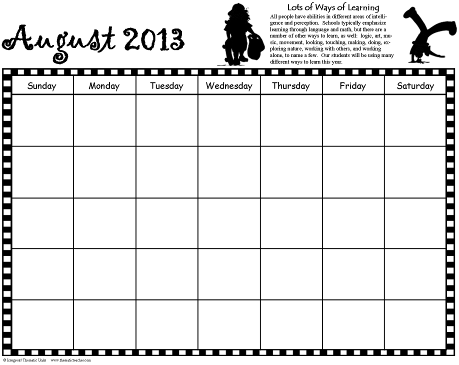 August 2013
Lots of Ways of Learning
All people have abilities in different areas of intelli-
gence and perception.  Schools typically emphasize
learning through language and math, but there are a
number of other ways to learn, as well:  logic, art, mu-
sic, movement, looking, touching, making, doing, ex-
ploring nature, working with others, and working
alone, to name a few.  Our students will be using many
different ways to learn this year.
Sunday Monday Tuesday Wednesday Thursday Friday Saturday
© Integrated Thematic Units